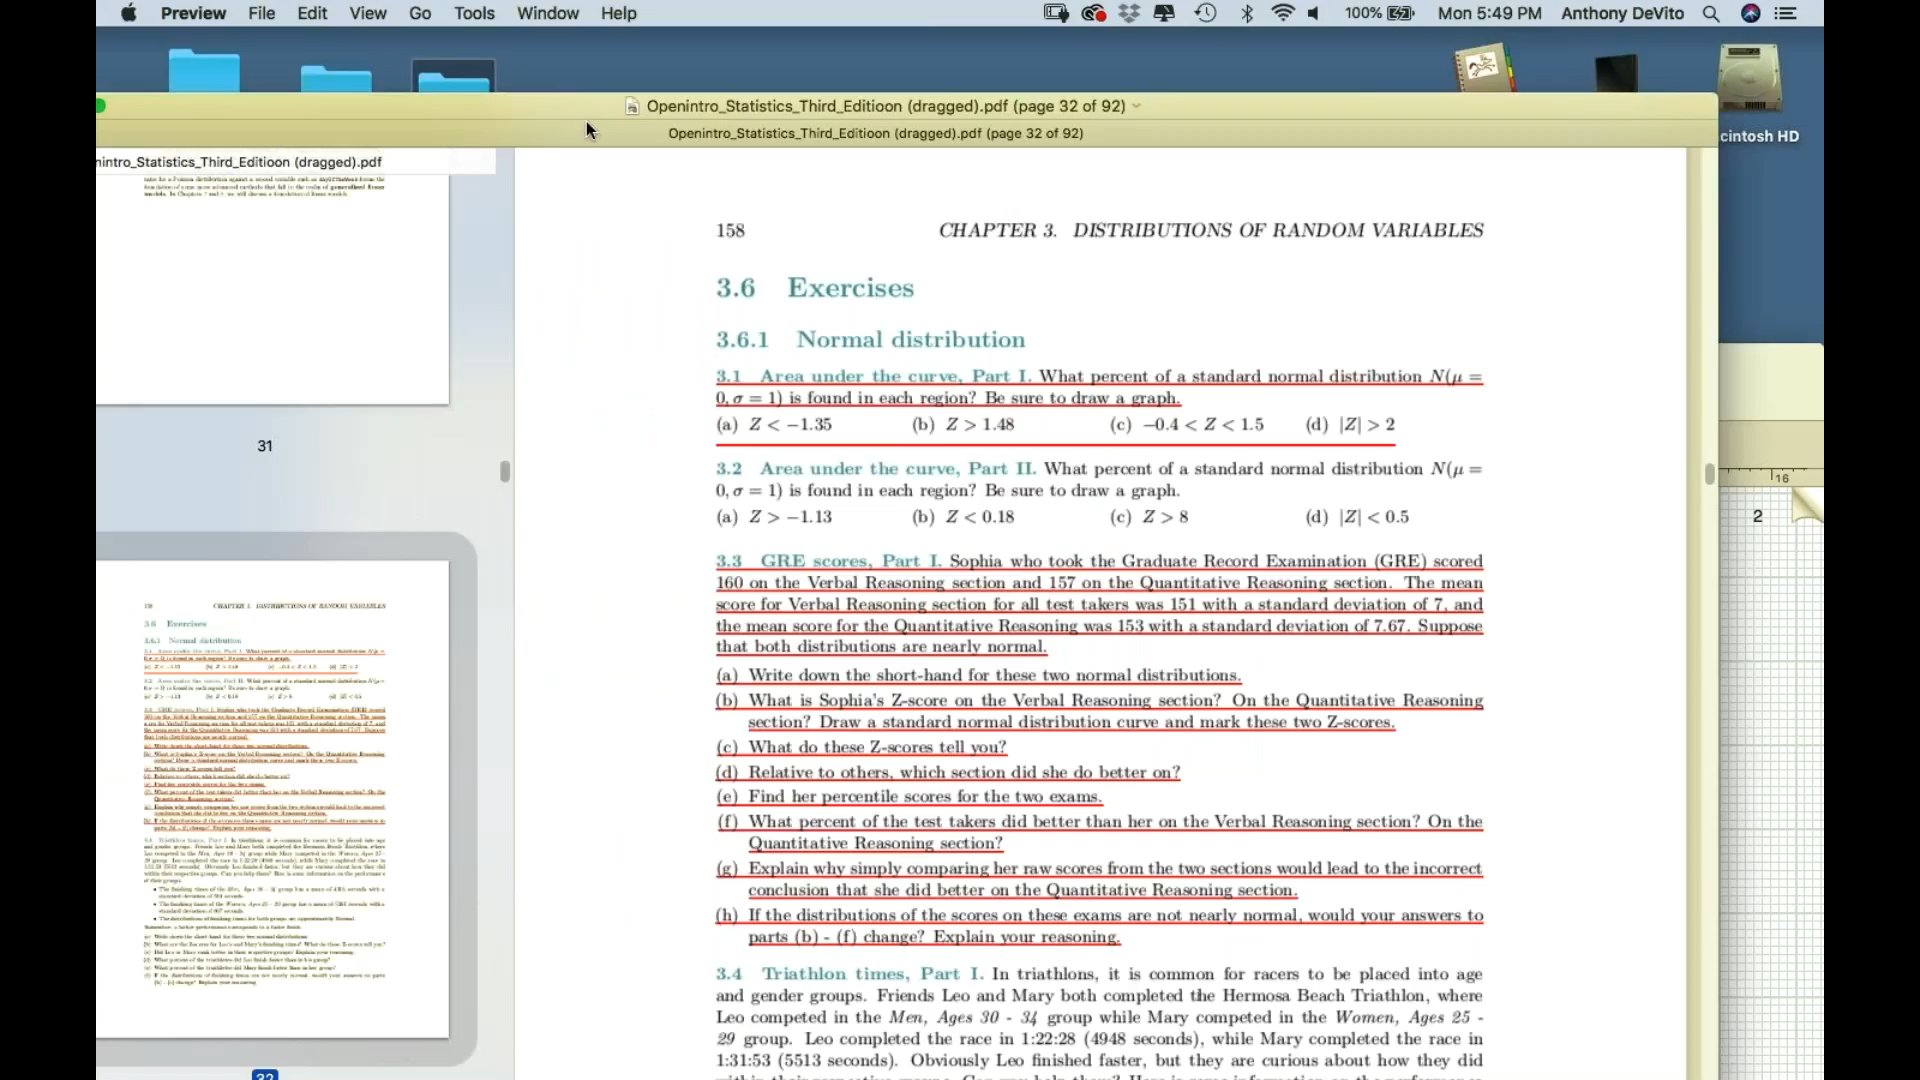 Preview File Edit View Go Tools Window Help 100% Mon 5:49 PM Anthony DeVito
Openintro_Statistics_Third_Editioon (dragged).pdf (page 32 of 92)
Openintro_Statistics_Third_Editioon (dragged).pdf (page 32 of 92)
cintosh HD
nintro_Statistics_Third_Editioon (dragged).pdf
31
32
16
2
158 CHAPTER 3. DISTRIBUTIONS OF RANDOM VARIABLES
3.6 Exercises
3.6.1 Normal distribution
3.1 Area under the curve, Part I. What percent of a standard normal distribution N(μ =
0, σ = 1) is found in each region? Be sure to draw a graph.
(a) Z < −1.35 (b) Z > 1.48 (c) −0.4 < Z < 1.5 (d) |Z| > 2
3.2 Area under the curve, Part II. What percent of a standard normal distribution N(μ =
0, σ = 1) is found in each region? Be sure to draw a graph.
(a) Z > −1.13 (b) Z < 0.18 (c) Z > 8 (d) |Z| < 0.5
3.3 GRE scores, Part I. Sophia who took the Graduate Record Examination (GRE) scored
160 on the Verbal Reasoning section and 157 on the Quantitative Reasoning section. The mean
score for Verbal Reasoning section for all test takers was 151 with a standard deviation of 7, and
the mean score for the Quantitative Reasoning was 153 with a standard deviation of 7.67. Suppose
that both distributions are nearly normal.
(a) Write down the short-hand for these two normal distributions.
(b) What is Sophia's Z-score on the Verbal Reasoning section? On the Quantitative Reasoning
section? Draw a standard normal distribution curve and mark these two Z-scores.
(c) What do these Z-scores tell you?
(d) Relative to others, which section did she do better on?
(e) Find her percentile scores for the two exams.
(f) What percent of the test takers did better than her on the Verbal Reasoning section? On the
Quantitative Reasoning section?
(g) Explain why simply comparing her raw scores from the two sections would lead to the incorrect
conclusion that she did better on the Quantitative Reasoning section.
(h) If the distributions of the scores on these exams are not nearly normal, would your answers to
parts (b) - (f) change? Explain your reasoning.
3.4 Triathlon times, Part I. In triathlons, it is common for racers to be placed into age
and gender groups. Friends Leo and Mary both completed the Hermosa Beach Triathlon, where
Leo competed in the Men, Ages 30 - 34 group while Mary competed in the Women, Ages 25 -
29 group. Leo completed the race in 1:22:28 (4948 seconds), while Mary completed the race in
1:31:53 (5513 seconds). Obviously Leo finished faster, but they are curious about how they did